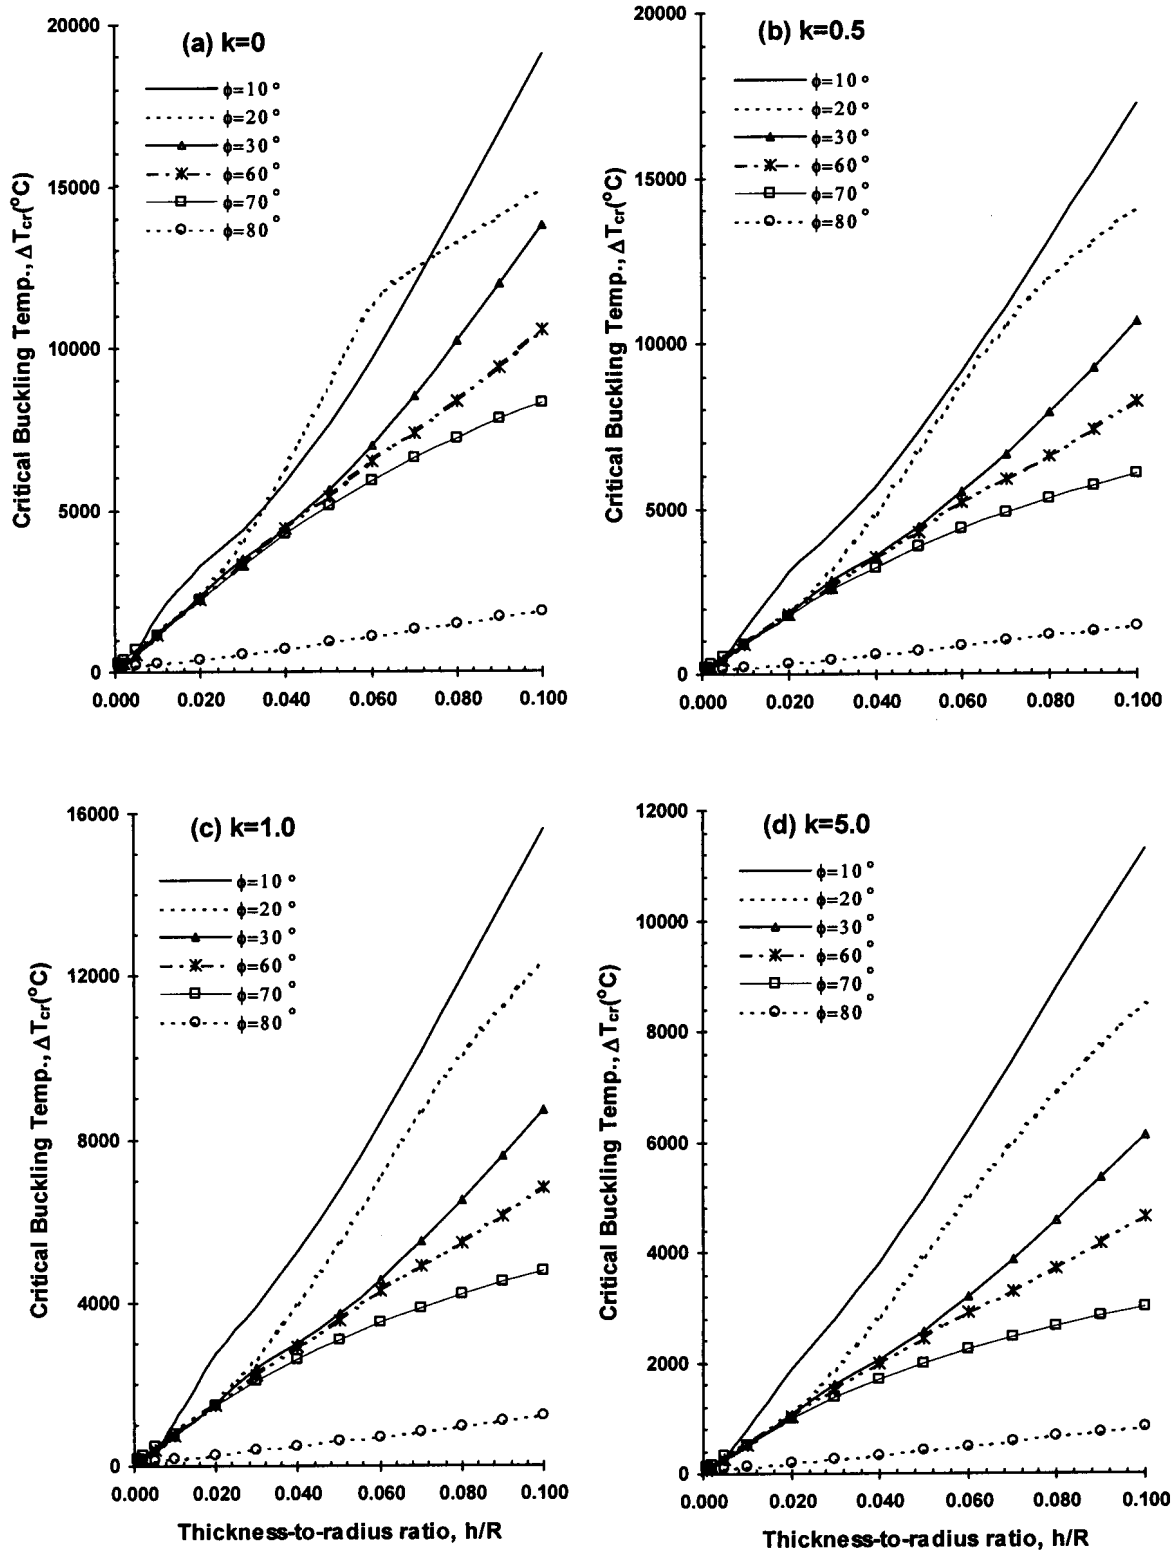 (a) k=0
ϕ=10°
ϕ=20°
ϕ=30°
ϕ=60°
ϕ=70°
ϕ=80°
Critical Buckling Temp., ΔTcr(°C)
20000
15000
10000
5000
0
0.000 0.020 0.040 0.060 0.080 0.100
(b) k=0.5
ϕ=10°
ϕ=20°
ϕ=30°
ϕ=60°
ϕ=70°
ϕ=80°
Critical Buckling Temp., ΔTcr(°C)
20000
15000
10000
5000
0
0.000 0.020 0.040 0.060 0.080 0.100
(c) k=1.0
ϕ=10°
ϕ=20°
ϕ=30°
ϕ=60°
ϕ=70°
ϕ=80°
Critical Buckling Temp., ΔTcr(°C)
16000
12000
8000
4000
0
0.000 0.020 0.040 0.060 0.080 0.100
Thickness-to-radius ratio, h/R
(d) k=5.0
ϕ=10°
ϕ=20°
ϕ=30°
ϕ=60°
ϕ=70°
ϕ=80°
Critical Buckling Temp., ΔTcr(°C)
12000
10000
8000
6000
4000
2000
0
0.000 0.020 0.040 0.060 0.080 0.100
Thickness-to-radius ratio, h/R